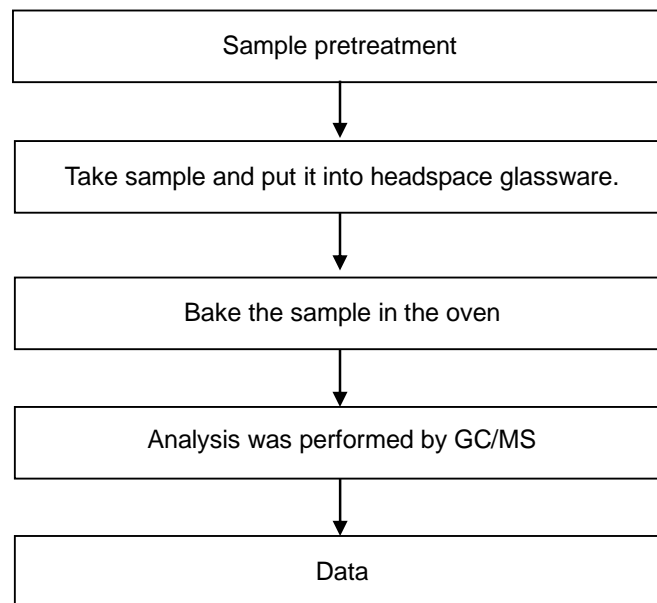 Sample pretreatment
Take sample and put it into headspace glassware.
Bake the sample in the oven
Analysis was performed by GC/MS
Data